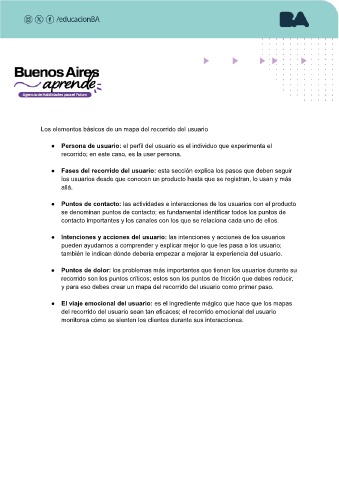 /educacionBA
BA
Buenos Aires
aprende
Agencia de Habilidades para el Futuro
Los elementos básicos de un mapa del recorrido del usuario
● Persona de usuario: el perfil del usuario es el individuo que experimenta el
recorrido; en este caso, es la user persona.
● Fases del recorrido del usuario: esta sección explica los pasos que deben seguir
los usuarios desde que conocen un producto hasta que se registran, lo usan y más
allá.
● Puntos de contacto: las actividades e interacciones de los usuarios con el producto
se denominan puntos de contacto; es fundamental identificar todos los puntos de
contacto importantes y los canales con los que se relaciona cada uno de ellos.
● Intenciones y acciones del usuario: las intenciones y acciones de los usuarios
pueden ayudarnos a comprender y explicar mejor lo que les pasa a los usuarios;
también le indican dónde debería empezar a mejorar la experiencia del usuario.
● Puntos de dolor: los problemas más importantes que tienen los usuarios durante su
recorrido son los puntos críticos; estos son los puntos de fricción que debes reducir,
y para eso debes crear un mapa del recorrido del usuario como primer paso.
● El viaje emocional del usuario: es el ingrediente mágico que hace que los mapas
del recorrido del usuario sean tan eficaces; el recorrido emocional del usuario
monitorea cómo se sienten los clientes durante sus interacciones.